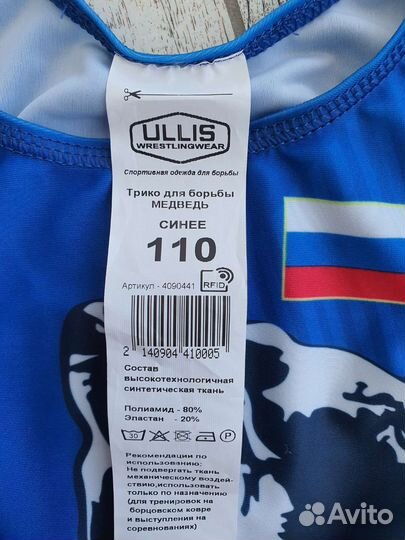 ULLIS
WRESTLINGWEAR
Спортивная одежда для борьбы
Трико для борьбы
МЕДВЕДЬ
СИНЕЕ
110
Артикул - 4090441
RFID
2 140904 410005
Состав
высокотехнологичная
синтетическая ткань
Полиамид - 80%
Эластан - 20%
30
P
Рекомендации по
использованию:
Не подвергать ткань
механическому воздей-
ствию,использовать
только по назначению
(для тренировок на
борцовском ковре
и выступления на
соревнованиях)
Avito